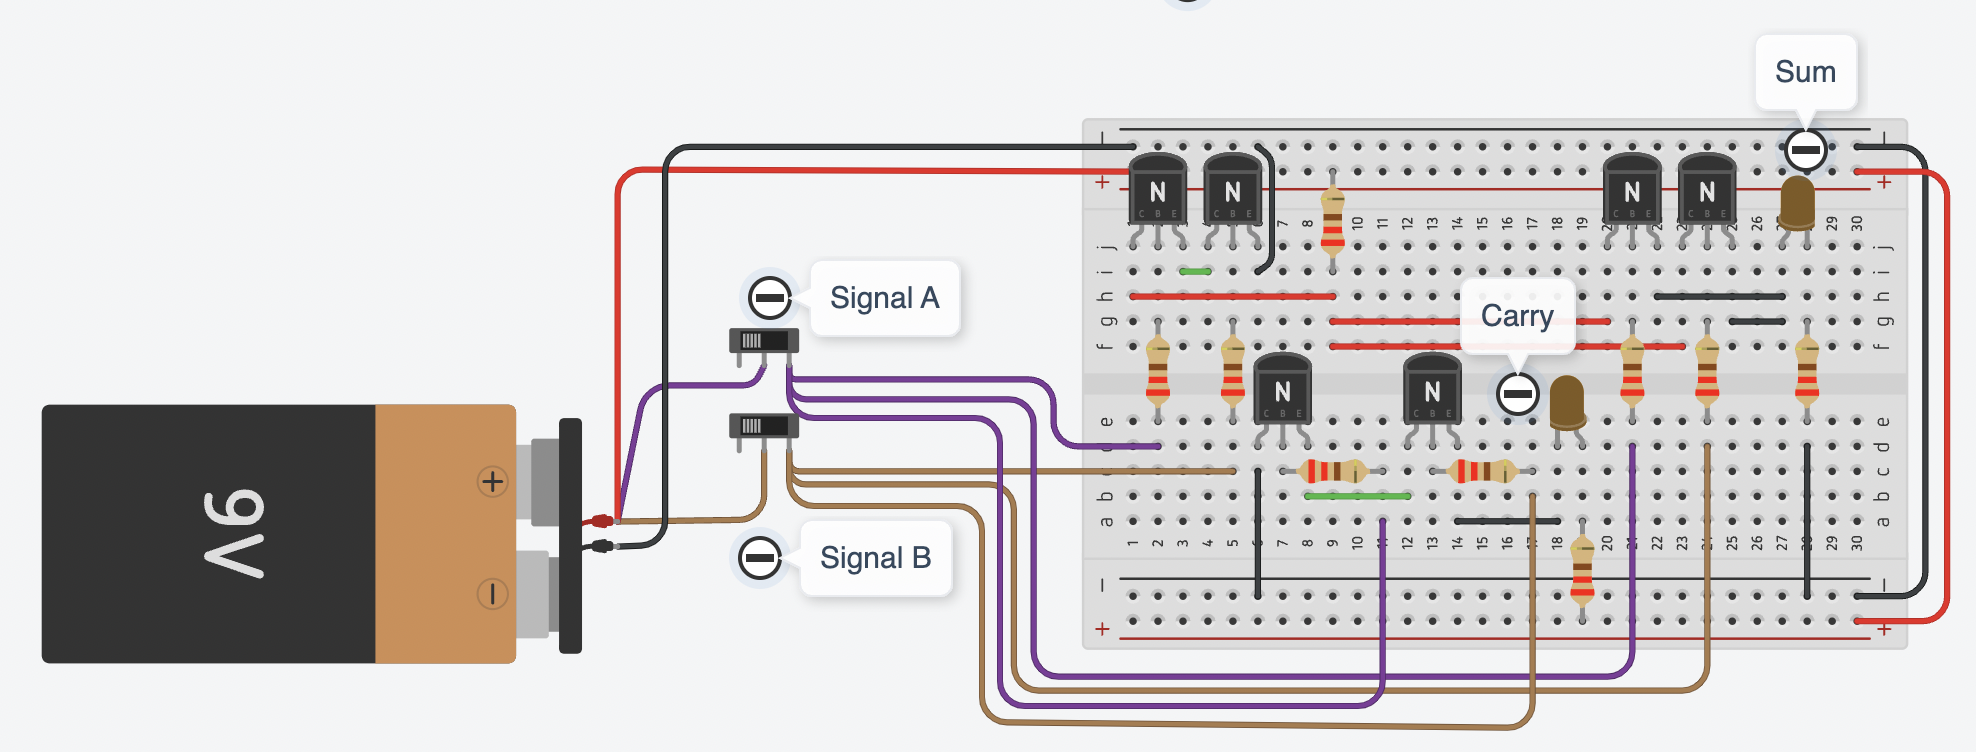 Sum
− −
+ +
N N N N
C B E C B E C B E C B E
7 8 10 11 12 13 14 15 16 17 18 19 26 29 30
j j
i i
Signal A
h h
Carry
g g
f f
N N
C B E C B E
e e
d
c c
+
9V
b b
a a
1 2 3 4 5 7 8 9 10 12 13 14 15 16 18 20 22 23 25 26 27 29 30
Signal B
− −
−
+ +